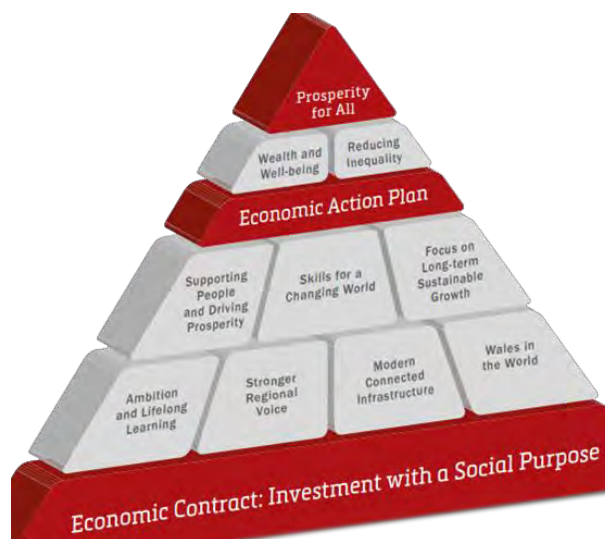 Prosperity
for All
Wealth and
Well-being
Reducing
Inequality
Economic Action Plan
Supporting
People
and Driving
Prosperity
Skills for a
Changing World
Focus on
Long-term
Sustainable
Growth
Ambition
and Lifelong
Learning
Stronger
Regional
Voice
Modern
Connected
Infrastructure
Wales in
the World
Economic Contract: Investment with a Social Purpose